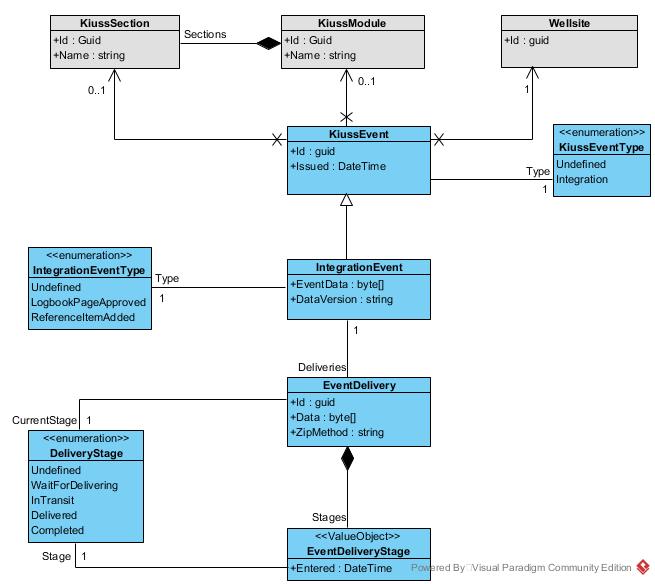 KiussSection
+Id : Guid
+Name : string
Sections
KiussModule
+Id : Guid
+Name : string
Wellsite
+Id : guid
0..1
0..1
1
KiussEvent
+Id : guid
+Issued : DateTime
<<enumeration>>
KiussEventType
Undefined
Integration
Type
1
<<enumeration>>
IntegrationEventType
Undefined
LogbookPageApproved
ReferenceItemAdded
Type
1
IntegrationEvent
+EventData : byte[]
+DataVersion : string
1
Deliveries
EventDelivery
+Id : guid
+Data : byte[]
+ZipMethod : string
CurrentStage
1
<<enumeration>>
DeliveryStage
Undefined
WaitForDelivering
InTransit
Delivered
Completed
Stages
Stage
1
<<ValueObject>>
EventDeliveryStage
+Entered : DateTime
Powered By Visual Paradigm Community Edition